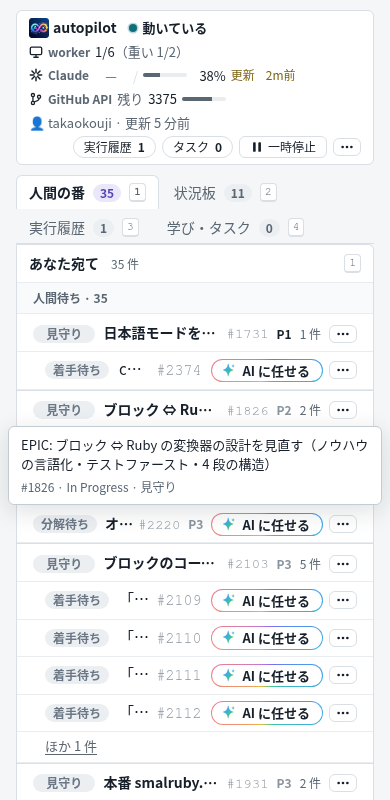 autopilot 動いている
worker 1/6（重い 1/2）
Claude — / 38% 更新 2m前
GitHub API 残り 3375
takaokouji · 更新 5 分前
実行履歴 1 タスク 0 一時停止 ···
人間の番 35 1 状況板 11 2
実行履歴 1 3 学び・タスク 0 4
あなた宛て 35 件 1
人間待ち · 35
見守り 日本語モードを… #1731 P1 1 件 ···
着手待ち c… #2374 AI に任せる ···
見守り ブロック ⇔ Ru… #1826 P2 2 件 ···
EPIC: ブロック ⇔ Ruby の変換器の設計を見直す（ノウハウ
の言語化・テストファースト・4 段の構造）
#1826 · In Progress · 見守り
分解待ち オ… #2220 P3 AI に任せる ···
見守り ブロックのコー… #2103 P3 5 件 ···
着手待ち 「… #2109 AI に任せる ···
着手待ち 「… #2110 AI に任せる ···
着手待ち 「… #2111 AI に任せる ···
着手待ち 「… #2112 AI に任せる ···
ほか 1 件
見守り 本番 smalruby.… #1931 P3 2 件 ···